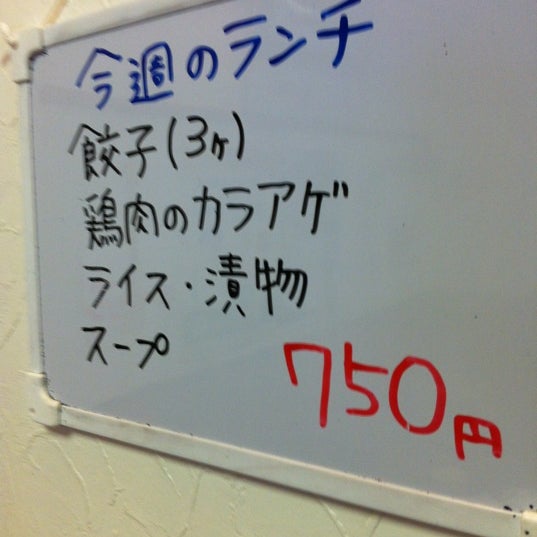 今週のランチ
餃子(3ヶ)
鶏肉のカラアゲ
ライス・漬物
スープ
750円